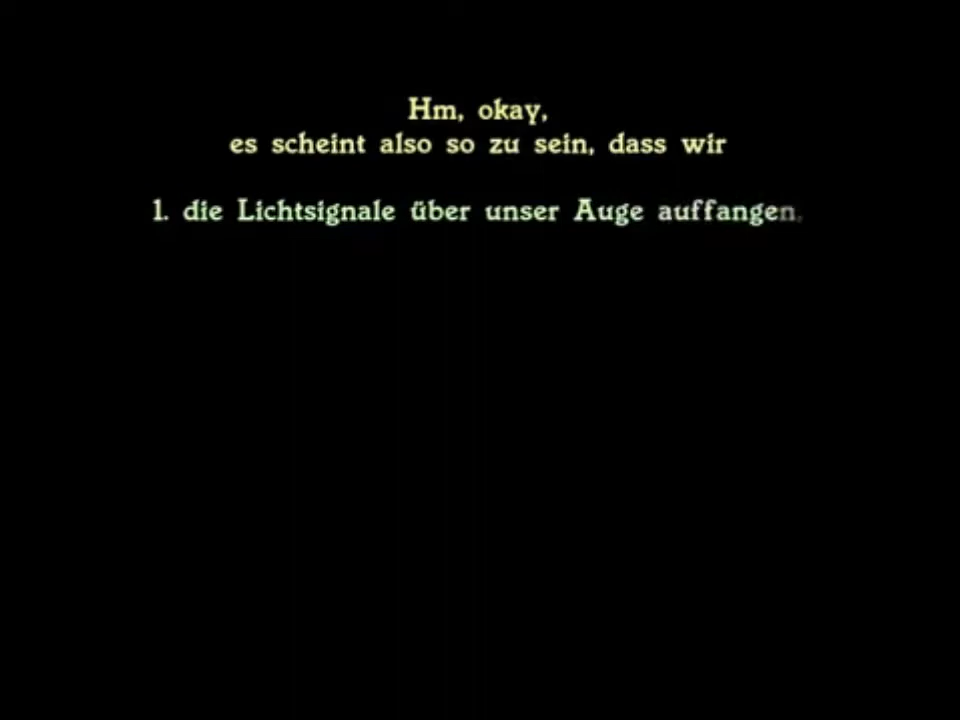 Hm, okay,
es scheint also so zu sein, dass wir
1. die Lichtsignale über unser Auge auffangen,